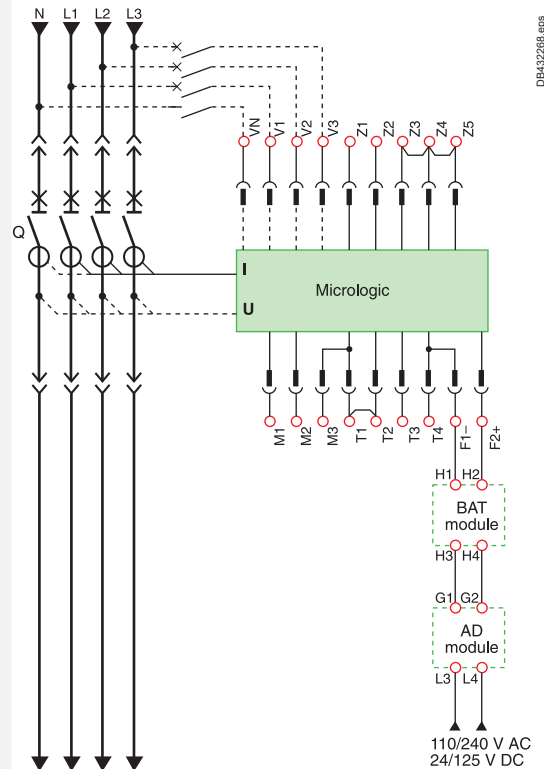 N L1 L2 L3
DB432268.eps
VN V1 V2 V3 Z1 Z2 Z3 Z4 Z5
Q
I
Micrologic
U
M1 M2 M3 T1 T2 T3 T4 F1– F2+
H1 H2
BAT
module
H3 H4
G1 G2
AD
module
L3 L4
110/240 V AC
24/125 V DC